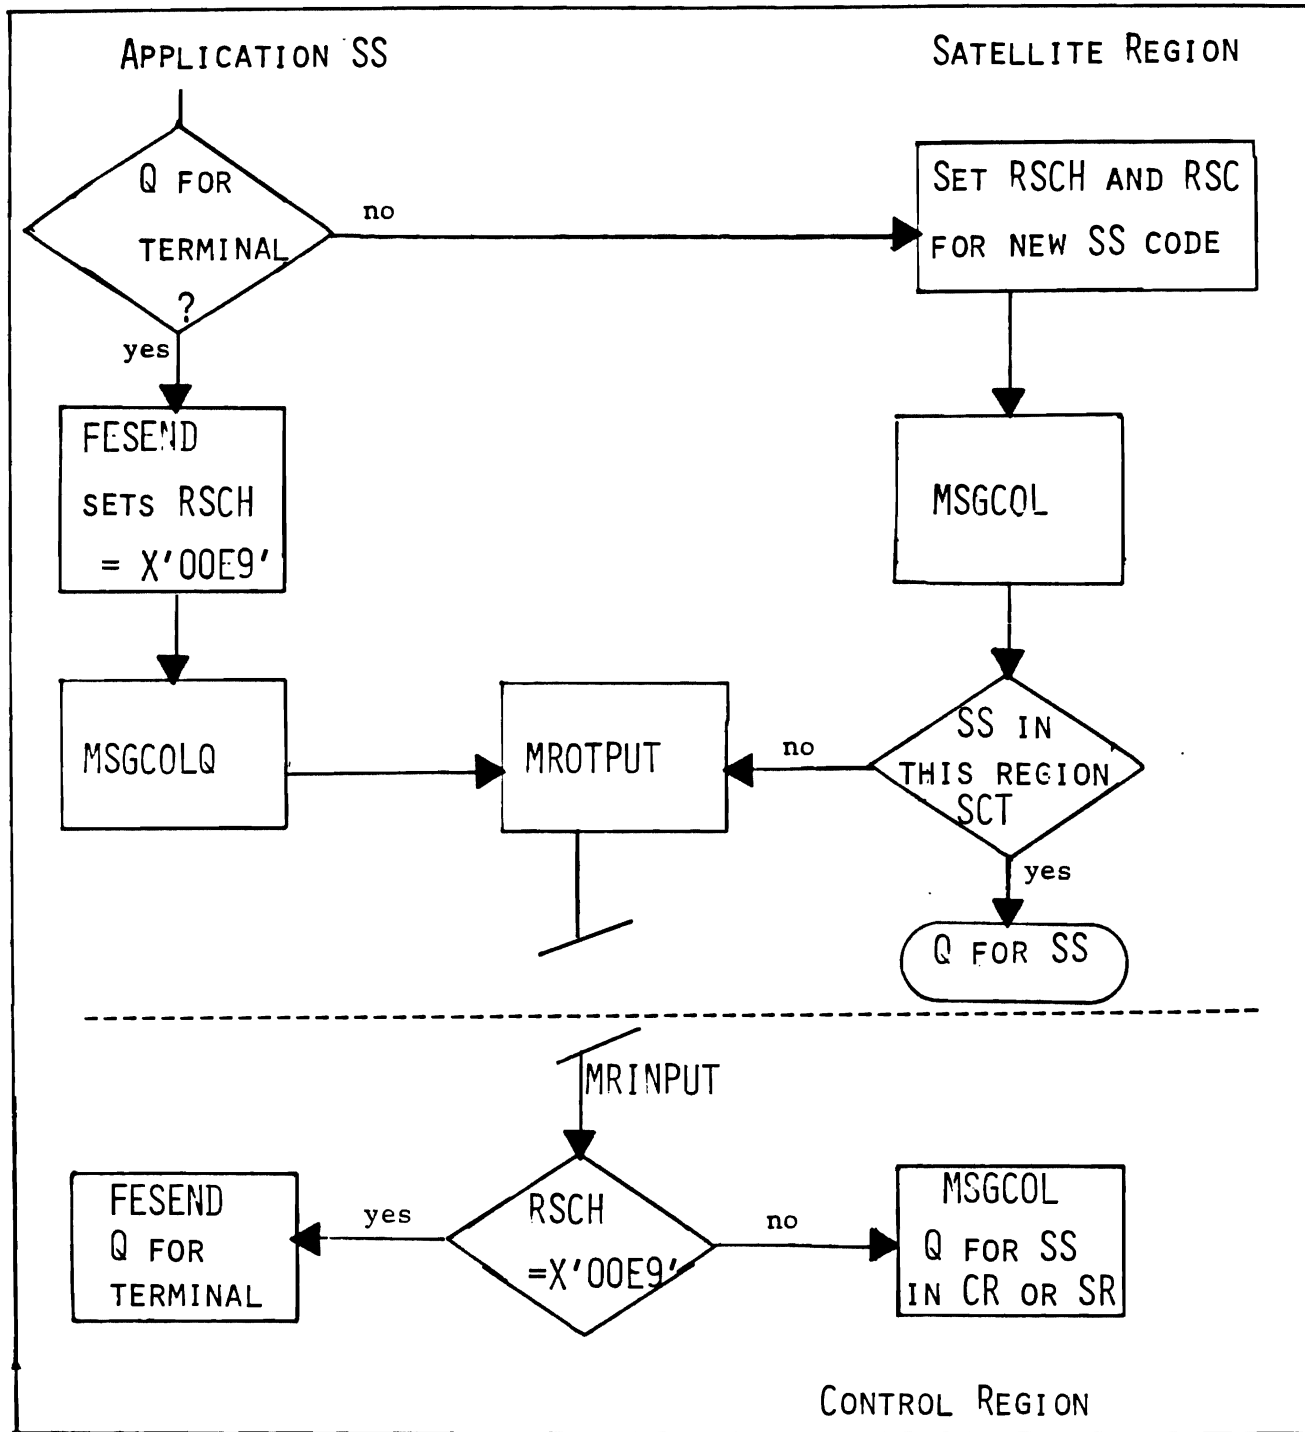 APPLICATION SS
SATELLITE REGION
Q FOR
TERMINAL
?
no
yes
SET RSCH AND RSC
FOR NEW SS CODE
FESEND
SETS RSCH
= X'00E9'
MSGCOL
MSGCOLQ
MROTPUT
no
SS IN
THIS REGION
SCT
yes
Q FOR SS
MRINPUT
FESEND
Q FOR
TERMINAL
yes
RSCH
=X'00E9'
no
MSGCOL
Q FOR SS
IN CR OR SR
CONTROL REGION